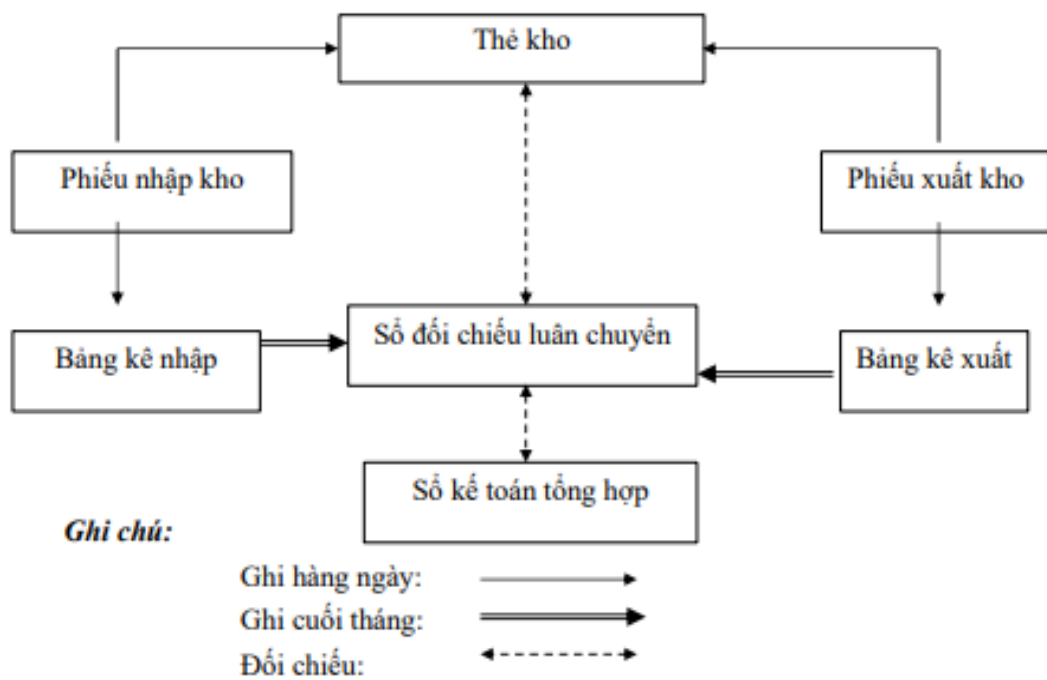 Thẻ kho
Phiếu nhập kho
Phiếu xuất kho
Sổ đối chiếu luân chuyển
Bảng kê nhập
Bảng kê xuất
Sổ kế toán tổng hợp
Ghi chú:
Ghi hàng ngày:
Ghi cuối tháng:
Đối chiếu: